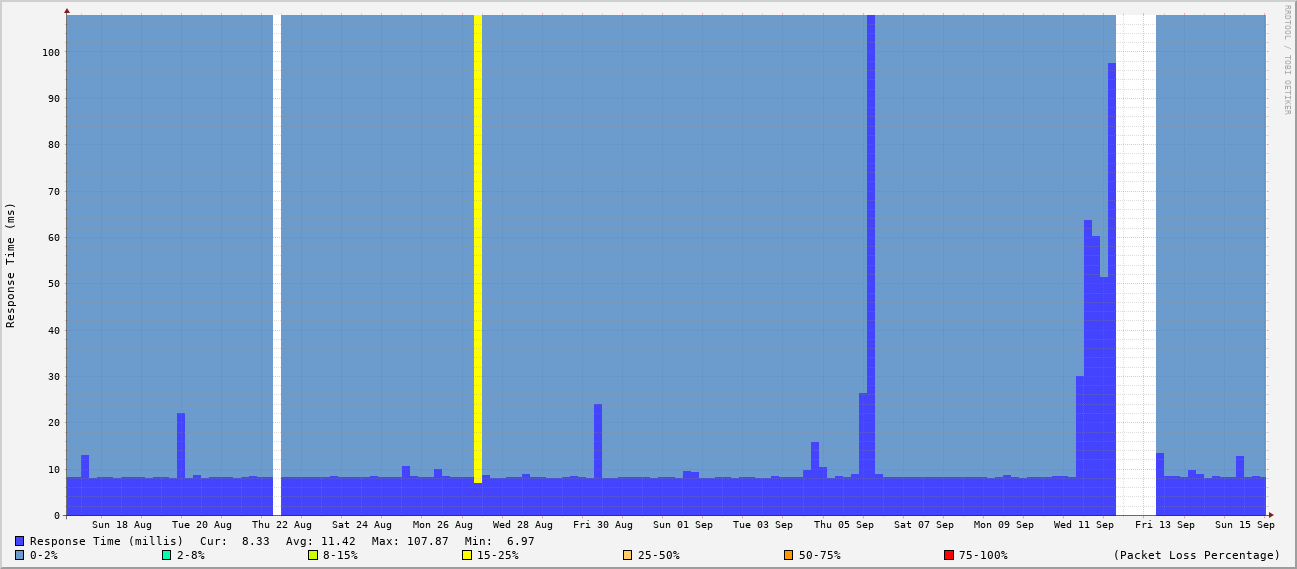 RRDTOOL / TOBI OETIKER
Response Time (ms)
100
90
80
70
60
50
40
30
20
10
0
Sun 18 Aug Tue 20 Aug Thu 22 Aug Sat 24 Aug Mon 26 Aug Wed 28 Aug Fri 30 Aug Sun 01 Sep Tue 03 Sep Thu 05 Sep Sat 07 Sep Mon 09 Sep Wed 11 Sep Fri 13 Sep Sun 15 Sep
Response Time (millis) Cur: 8.33 Avg: 11.42 Max: 107.87 Min: 6.97
0-2% 2-8% 8-15% 15-25% 25-50% 50-75% 75-100% (Packet Loss Percentage)